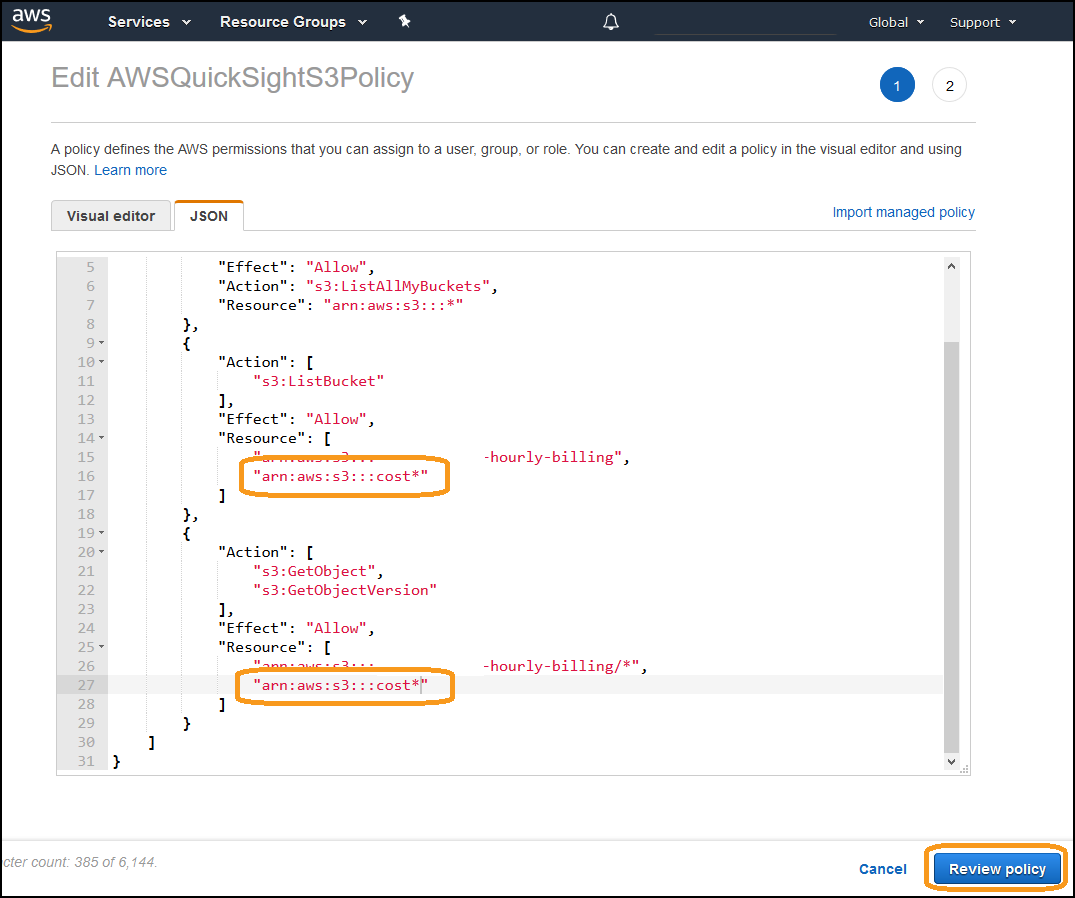 aws Services Resource Groups Global Support
Edit AWSQuickSightS3Policy
1 2
A policy defines the AWS permissions that you can assign to a user, group, or role. You can create and edit a policy in the visual editor and using
JSON. Learn more
Visual editor JSON Import managed policy
5 "Effect": "Allow",
6 "Action": "s3:ListAllMyBuckets",
7 "Resource": "arn:aws:s3:::*"
8 },
9 {
10 "Action": [
11 "s3:ListBucket"
12 ],
13 "Effect": "Allow",
14 "Resource": [
15 "arn:aws:s3::: -hourly-billing",
16 "arn:aws:s3:::cost*"
17 ]
18 },
19 {
20 "Action": [
21 "s3:GetObject",
22 "s3:GetObjectVersion"
23 ],
24 "Effect": "Allow",
25 "Resource": [
26 "arn:aws:s3::: -hourly-billing/*",
27 "arn:aws:s3:::cost*"
28 ]
29 }
30 ]
31 }
cter count: 385 of 6,144.
Cancel Review policy